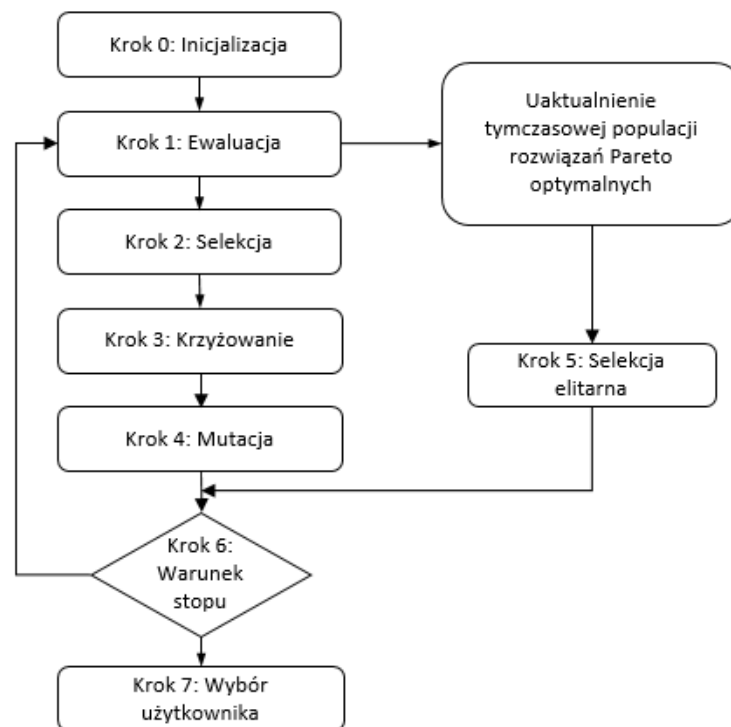 Krok 0: Inicjalizacja
Krok 1: Ewaluacja
Uaktualnienie
tymczasowej populacji
rozwiązań Pareto
optymalnych
Krok 2: Selekcja
Krok 3: Krzyżowanie
Krok 4: Mutacja
Krok 5: Selekcja
elitarna
Krok 6:
Warunek
stopu
Krok 7: Wybór
użytkownika